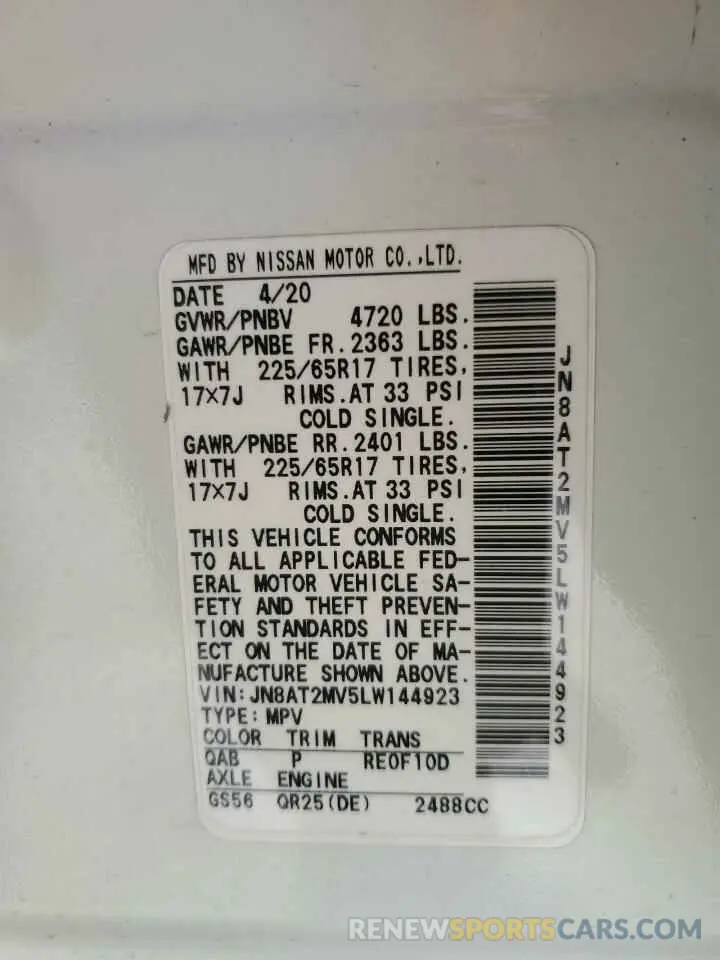 MFD BY NISSAN MOTOR CO.,LTD.
DATE 4/20
GVWR/PNBV 4720 LBS.
GAWR/PNBE FR.2363 LBS.
WITH 225/65R17 TIRES,
17×7J RIMS.AT 33 PSI
COLD SINGLE.
GAWR/PNBE RR.2401 LBS.
WITH 225/65R17 TIRES,
17×7J RIMS.AT 33 PSI
COLD SINGLE.
THIS VEHICLE CONFORMS
TO ALL APPLICABLE FED-
ERAL MOTOR VEHICLE SA-
FETY AND THEFT PREVEN-
TION STANDARDS IN EFF-
ECT ON THE DATE OF MA-
NUFACTURE SHOWN ABOVE.
VIN:JN8AT2MV5LW144923
TYPE:MPV
COLOR TRIM TRANS
QAB P RE0F10D
AXLE ENGINE
GS56 QR25(DE) 2488CC
JN8AT2MV5LW144923
RENEWSPORTSCARS.COM